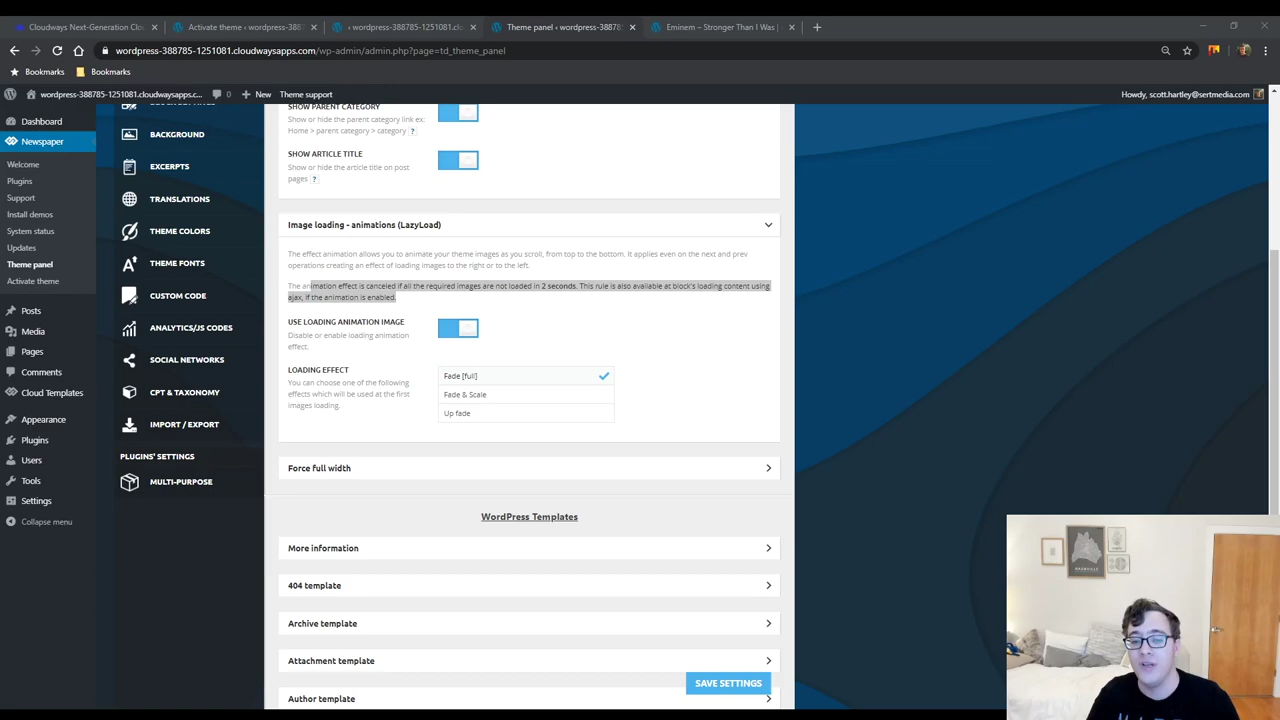 Cloudways Next-Generation Clou
Activate theme ‹ wordpress-388
‹ wordpress-388785-1251081.clo
Theme panel ‹ wordpress-38878
Eminem – Stronger Than I Was |
wordpress-388785-1251081.cloudwaysapps.com/wp-admin/admin.php?page=td_theme_panel
Bookmarks
Bookmarks
wordpress-388785-1251081.cloudwaysapps.c...
0
New
Theme support
Howdy, scott.hartley@sertmedia.com
Dashboard
Newspaper
Welcome
Plugins
Support
Install demos
System status
Updates
Theme panel
Activate theme
Posts
Media
Pages
Comments
Cloud Templates
Appearance
Plugins
Users
Tools
Settings
Collapse menu
BACKGROUND
EXCERPTS
TRANSLATIONS
THEME COLORS
THEME FONTS
CUSTOM CODE
ANALYTICS/JS CODES
SOCIAL NETWORKS
CPT & TAXONOMY
IMPORT / EXPORT
PLUGINS' SETTINGS
MULTI-PURPOSE
SHOW PARENT CATEGORY
Show or hide the parent category link ex:
Home > parent category > category ?
SHOW ARTICLE TITLE
Show or hide the article title on post
pages ?
Image loading - animations (LazyLoad)
The effect animation allows you to animate your theme images as you scroll, from top to the bottom. It applies even on the next and prev
operations creating an effect of loading images to the right or to the left.
The animation effect is canceled if all the required images are not loaded in 2 seconds. This rule is also available at block's loading content using
ajax, if the animation is enabled.
USE LOADING ANIMATION IMAGE
Disable or enable loading animation
effect.
LOADING EFFECT
You can choose one of the following
effects which will be used at the first
images loading.
Fade [full]
Fade & Scale
Up fade
Force full width
WordPress Templates
More information
404 template
Archive template
Attachment template
SAVE SETTINGS
Author template
NASHVILLE